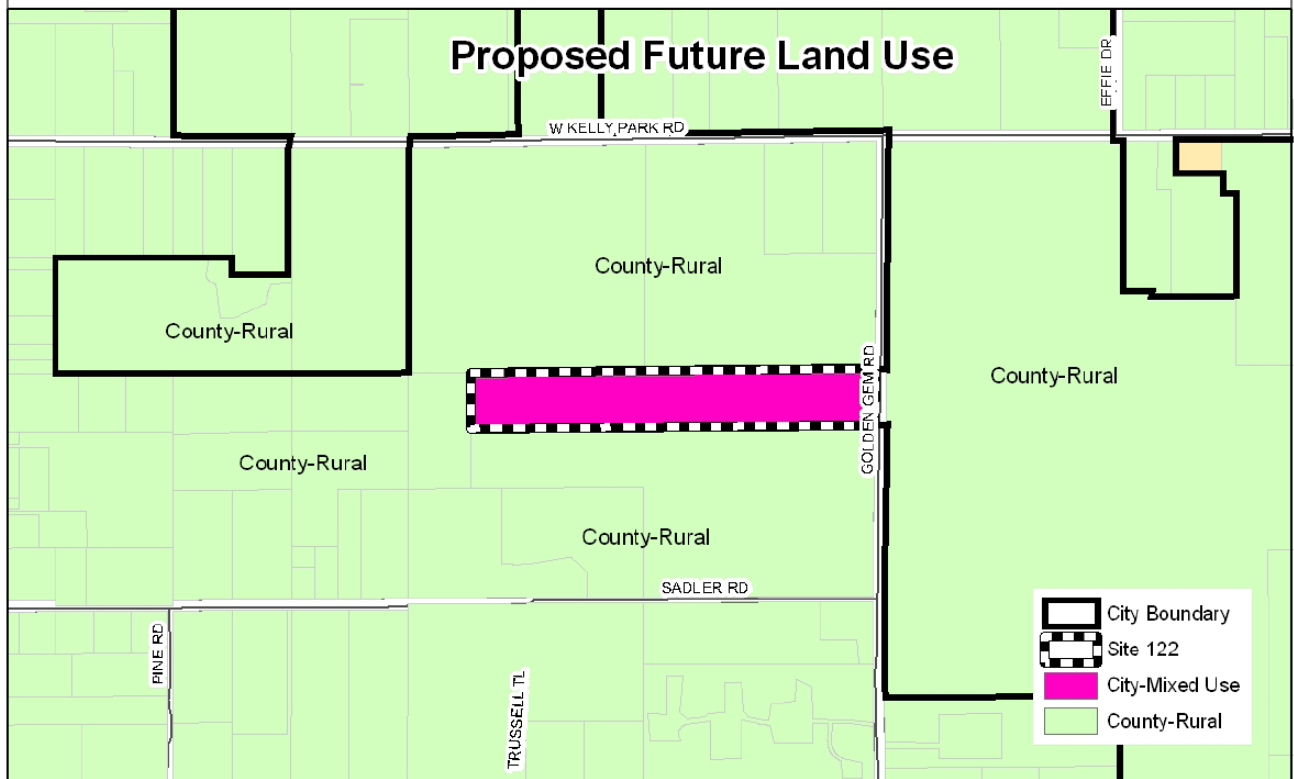 Proposed Future Land Use
EFFIE DR
W KELLY PARK RD
County-Rural
County-Rural
GOLDEN GEM RD
County-Rural
County-Rural
County-Rural
SADLER RD
PINE RD
TRUSSELL TL
City Boundary
Site 122
City-Mixed Use
County-Rural